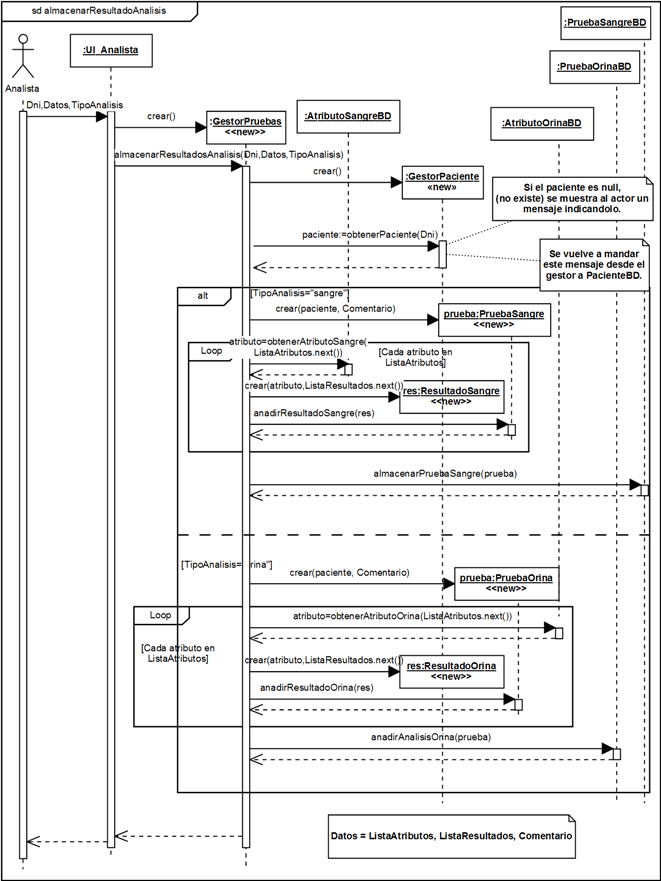 sd almacenarResultadoAnalisis
:PruebaSangreBD
:UI_Analista
:PruebaOrinaBD
Analista
Dni,Datos,TipoAnalisis
crear()
:GestorPruebas
<<new>>
:AtributoSangreBD
:AtributoOrinaBD
almacenarResultadosAnalisis(Dni,Datos,TipoAnalisis)
crear()
:GestorPaciente
«new»
Si el paciente es null,
(no existe) se muestra al actor un
mensaje indicandolo.
paciente:=obtenerPaciente(Dni)
Se vuelve a mandar
este mensaje desde el
gestor a PacienteBD.
alt
[TipoAnalisis="sangre"]
crear(paciente, Comentario)
prueba:PruebaSangre
<<new>>
Loop
atributo=obtenerAtributoSangre(
ListaAtributos.next())
[Cada atributo en
ListaAtributos]
crear(atributo,ListaResultados.next())
res:ResultadoSangre
<<new>>
anadirResultadoSangre(res)
almacenarPruebaSangre(prueba)
[TipoAnalisis= rina"]
crear(paciente, Comentario)
prueba:PruebaOrina
<<new>>
Loop
atributo=obtenerAtributoOrina(ListaAtributos.next())
[Cada atributo en
ListaAtributos]
crear(atributo,ListaResultados.next())
res:ResultadoOrina
<<new>>
anadirResultadoOrina(res)
anadirAnalisisOrina(prueba)
Datos = ListaAtributos, ListaResultados, Comentario